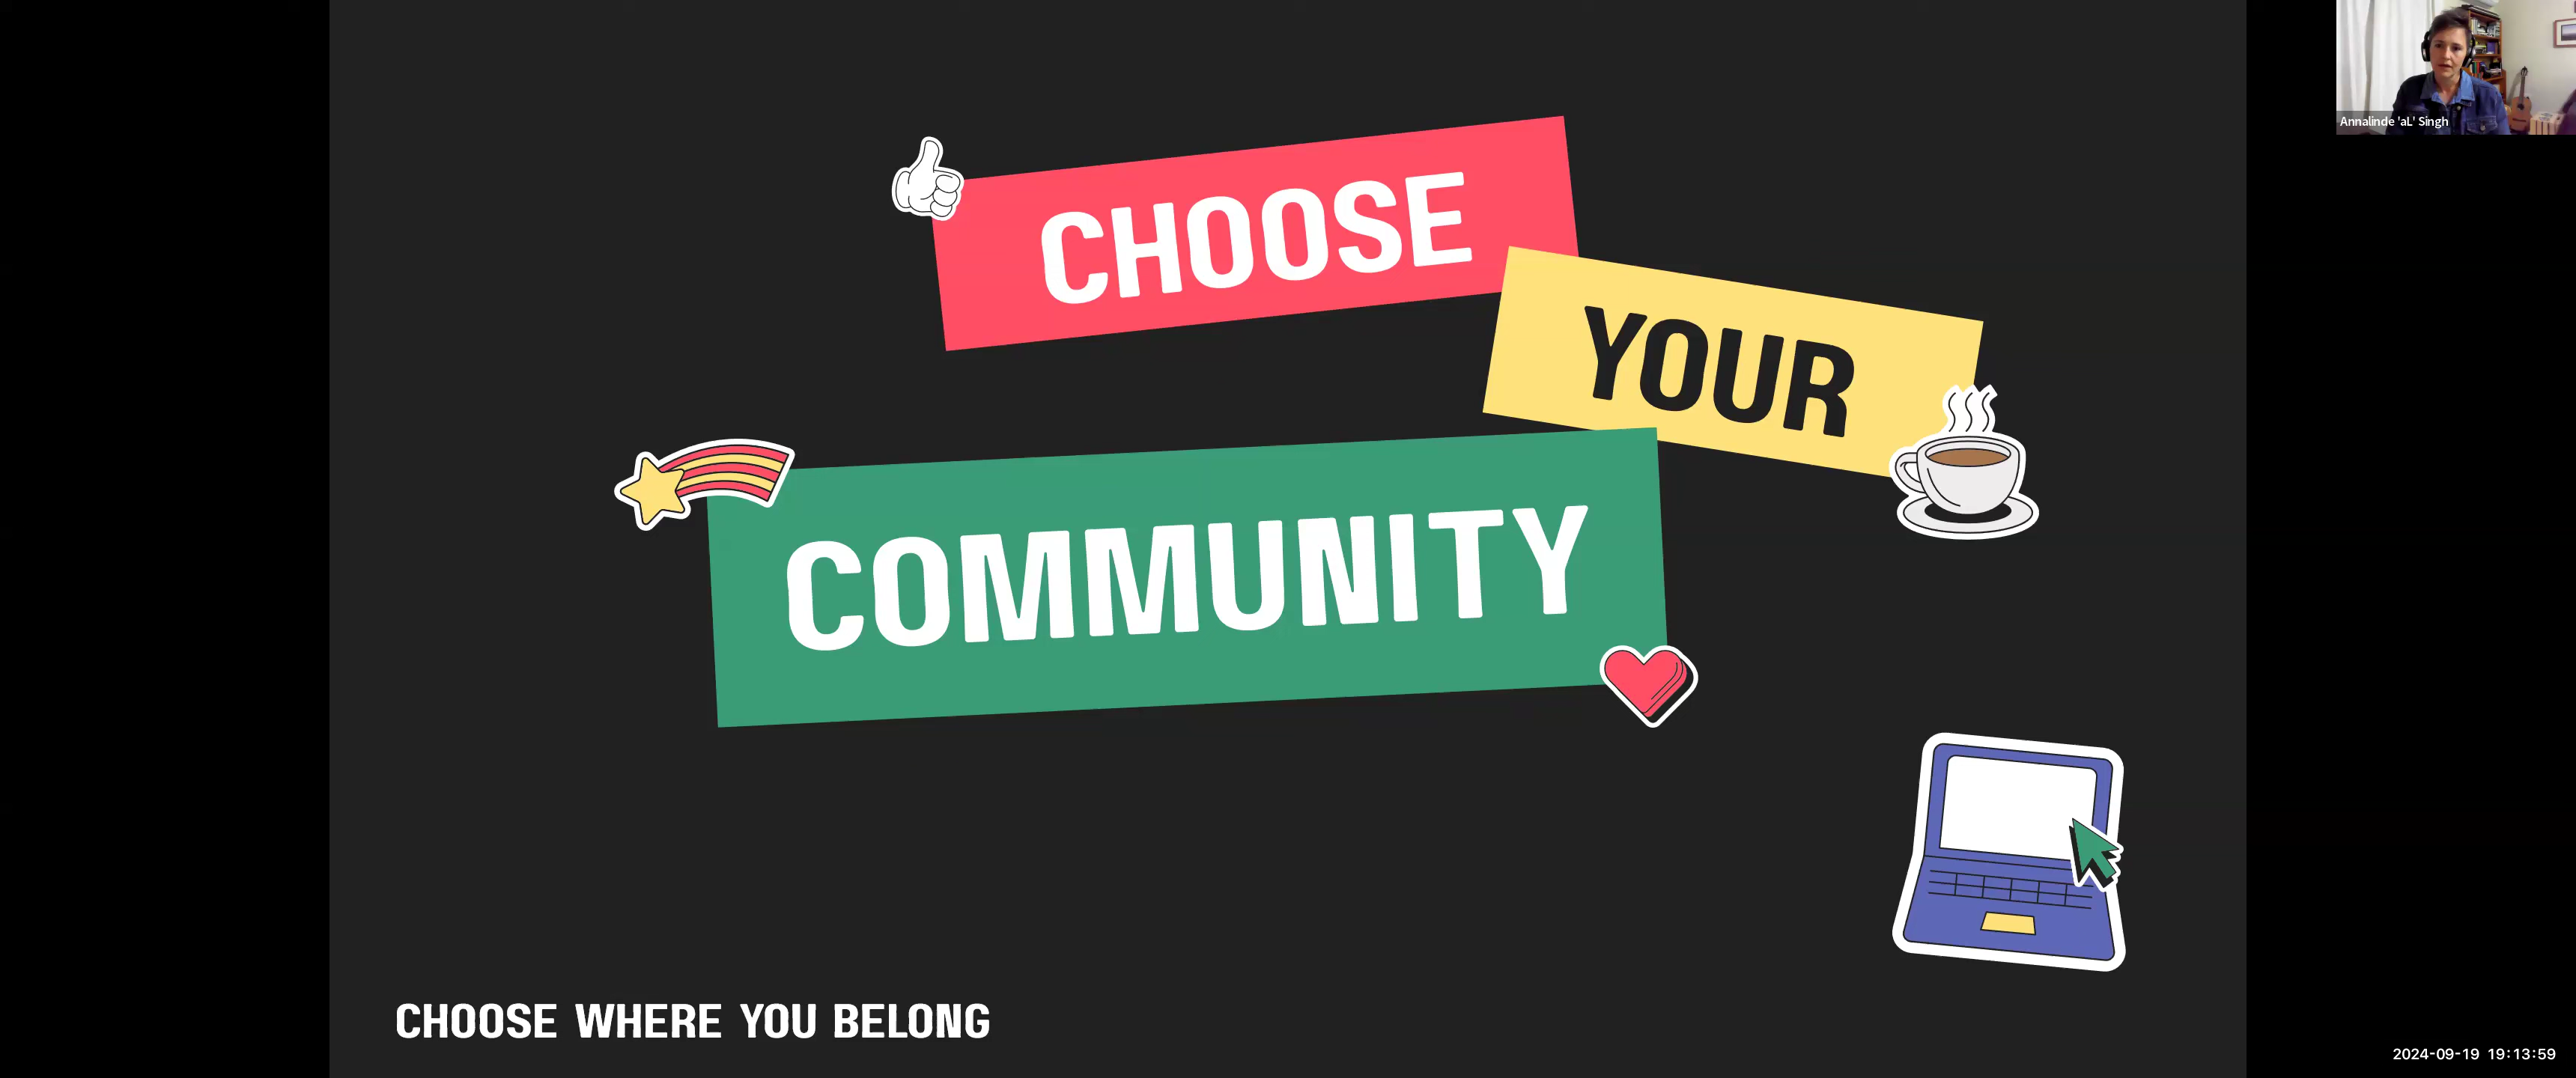 Annalinde 'aL' Singh
CHOOSE
YOUR
COMMUNITY
CHOOSE WHERE YOU BELONG
2024-09-19 19:13:59